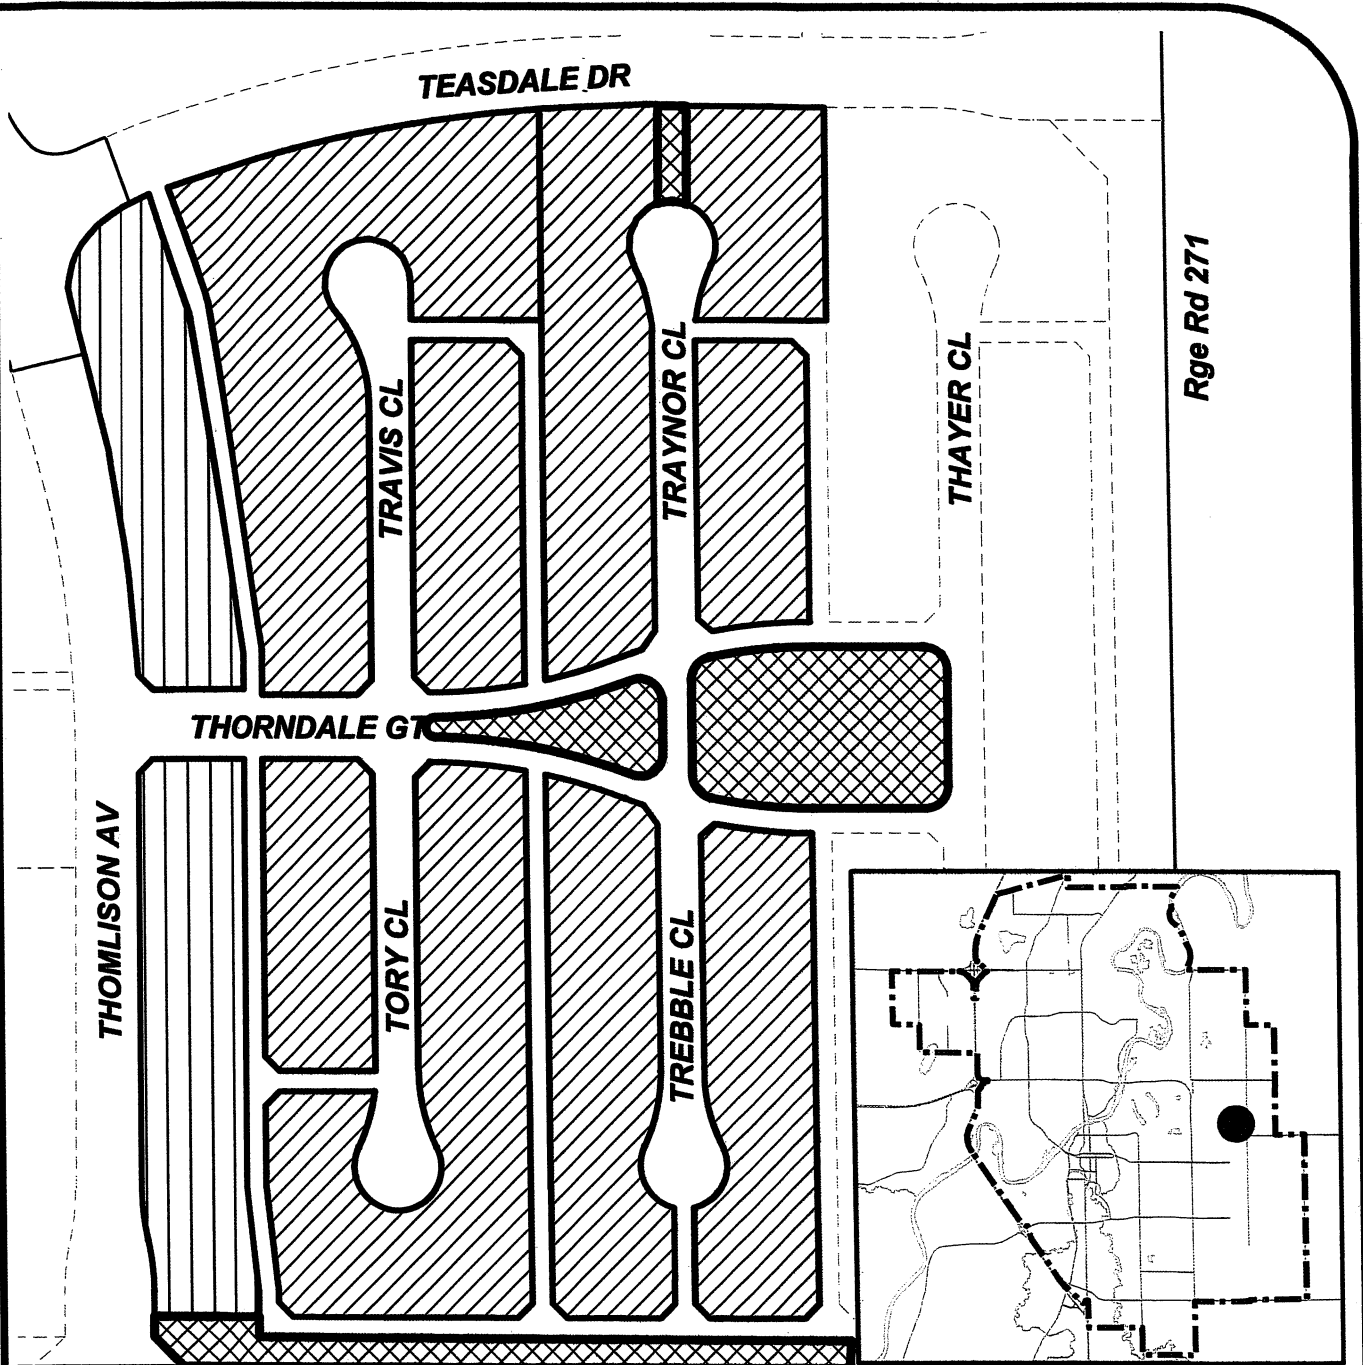 TEASDALE DR
Rge Rd 271
TRAVIS CL
TRAYNOR CL
THAYER CL
THORNDALE GT
THOMLISON AV
TORY CL
TREBBLE CL